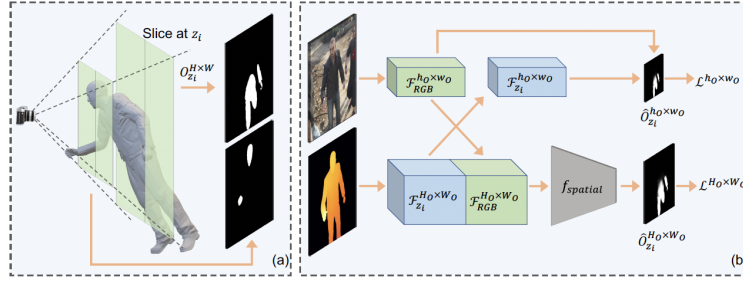 Slice at z_i
O_{z_i}^{H×W}
(a)
F_{RGB}^{h_O×w_O}
F_{z_i}^{h_O×w_O}
Ô_{z_i}^{h_O×w_O}
L^{h_O×w_O}
F_{z_i}^{H_O×W_O}
F_{RGB}^{H_O×W_O}
f_{spatial}
Ô_{z_i}^{H_O×W_O}
L^{H_O×W_O}
(b)